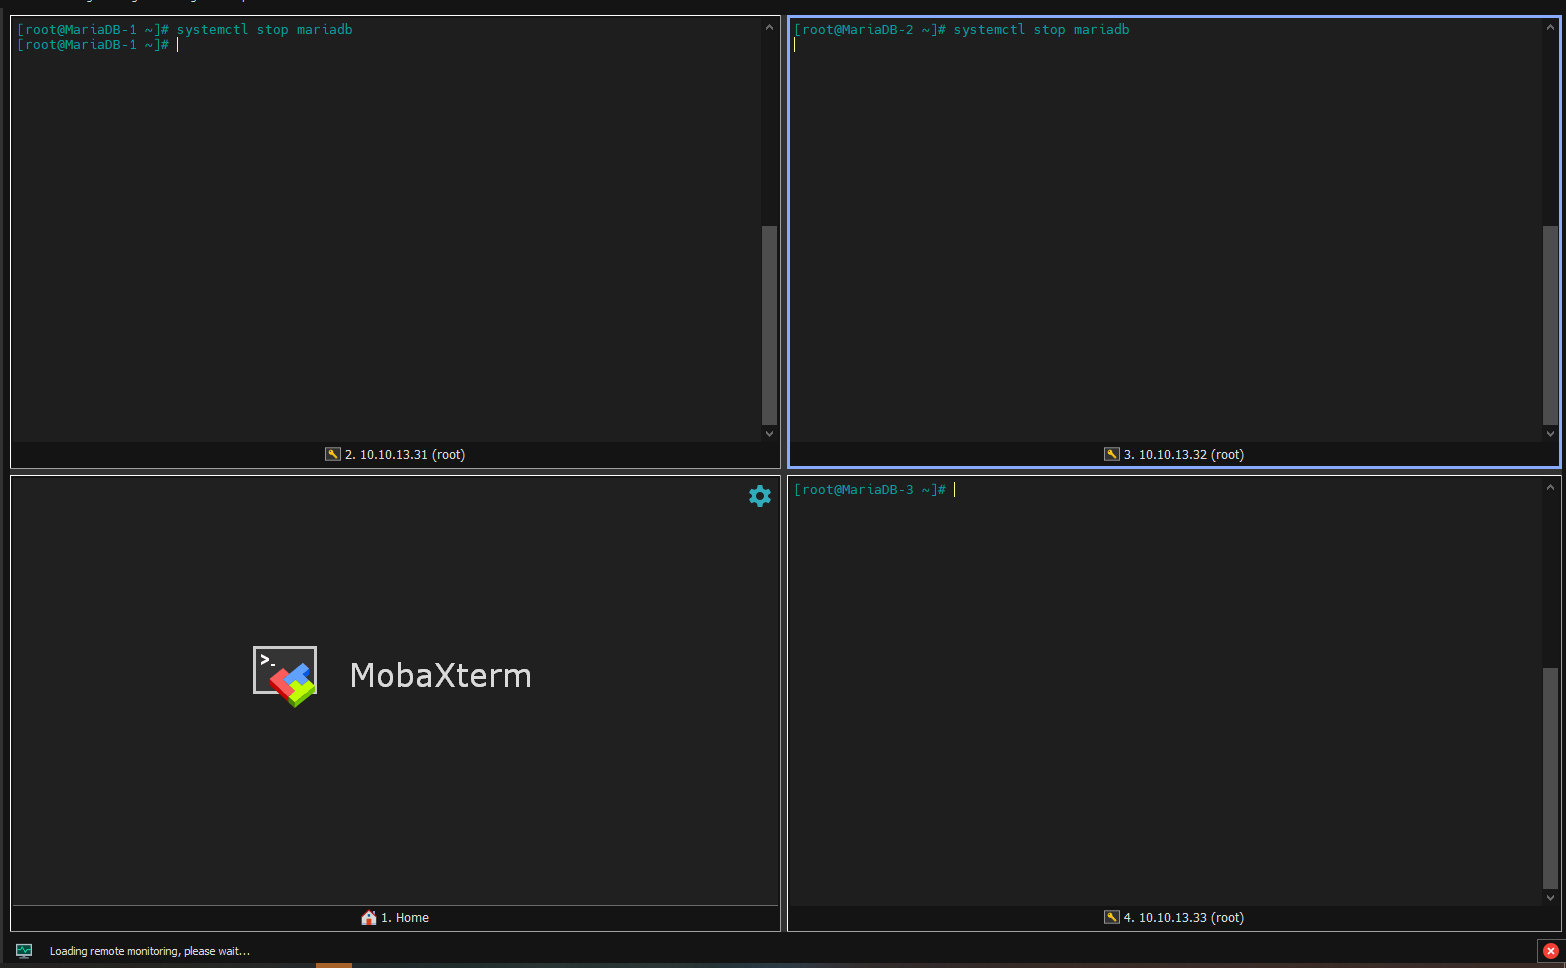 [root@MariaDB-1 ~]# systemctl stop mariadb
[root@MariaDB-1 ~]#
2. 10.10.13.31 (root)
[root@MariaDB-2 ~]# systemctl stop mariadb
3. 10.10.13.32 (root)
>_
MobaXterm
1. Home
[root@MariaDB-3 ~]#
4. 10.10.13.33 (root)
Loading remote monitoring, please wait...